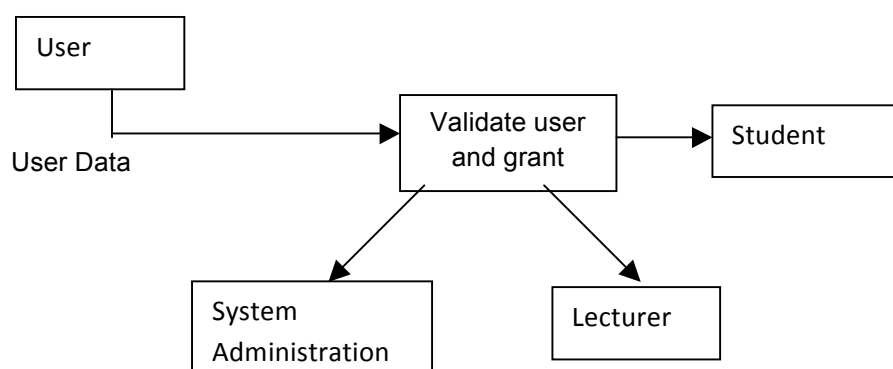 User
Validate user
and grant
Student
User Data
System
Administration
Lecturer